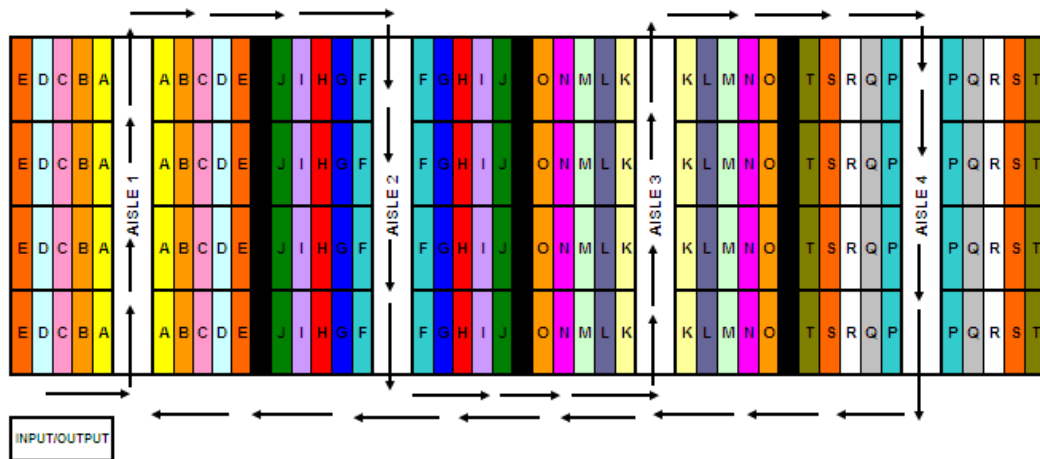 E D C B A A B C D E J I H G F F G H I J O N M L K K L M N O T S R Q P P Q R S T
E D C B A A B C D E J I H G F F G H I J O N M L K K L M N O T S R Q P P Q R S T
AISLE 1
AISLE 2
AISLE 3
AISLE 4
E D C B A A B C D E J I H G F F G H I J O N M L K K L M N O T S R Q P P Q R S T
E D C B A A B C D E J I H G F F G H I J O N M L K K L M N O T S R Q P P Q R S T
INPUT/OUTPUT